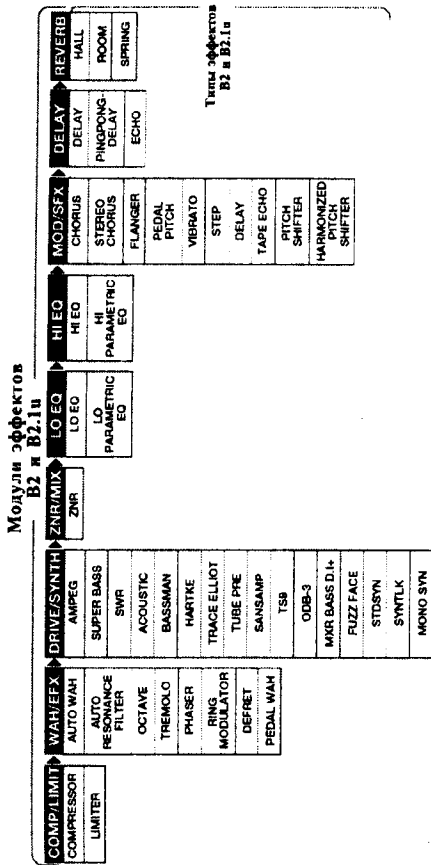 Модули эффектов
B2 и B2.1u
COMP/LIMIT
COMPRESSOR
LIMITER
WAH/EFX
AUTO WAH
AUTO
RESONANCE
FILTER
OCTAVE
TREMOLO
PHASER
RING
MODULATOR
DEFRET
PEDAL WAH
DRIVE/SYNTH
AMPEG
SUPER BASS
SWR
ACOUSTIC
BASSMAN
HARTKE
TRACE ELLIOT
TUBE PRE
SANSAMP
TS9
ODB-3
MXR BASS D.I+
FUZZ FACE
STDSYN
SYNTLK
MONO SYN
ZNR/MIX
ZNR
LO EQ
LO EQ
LO
PARAMETRIC
EQ
HI EQ
HI EQ
HI
PARAMETRIC
EQ
MOD/SFX
CHORUS
STEREO
CHORUS
FLANGER
PEDAL
PITCH
VIBRATO
STEP
DELAY
TAPE ECHO
PITCH
SHIFTER
HARMONIZED
PITCH
SHIFTER
DELAY
DELAY
PINGPONG-
DELAY
ECHO
REVERB
HALL
ROOM
SPRING
Типы эффектов
B2 и B2.1u